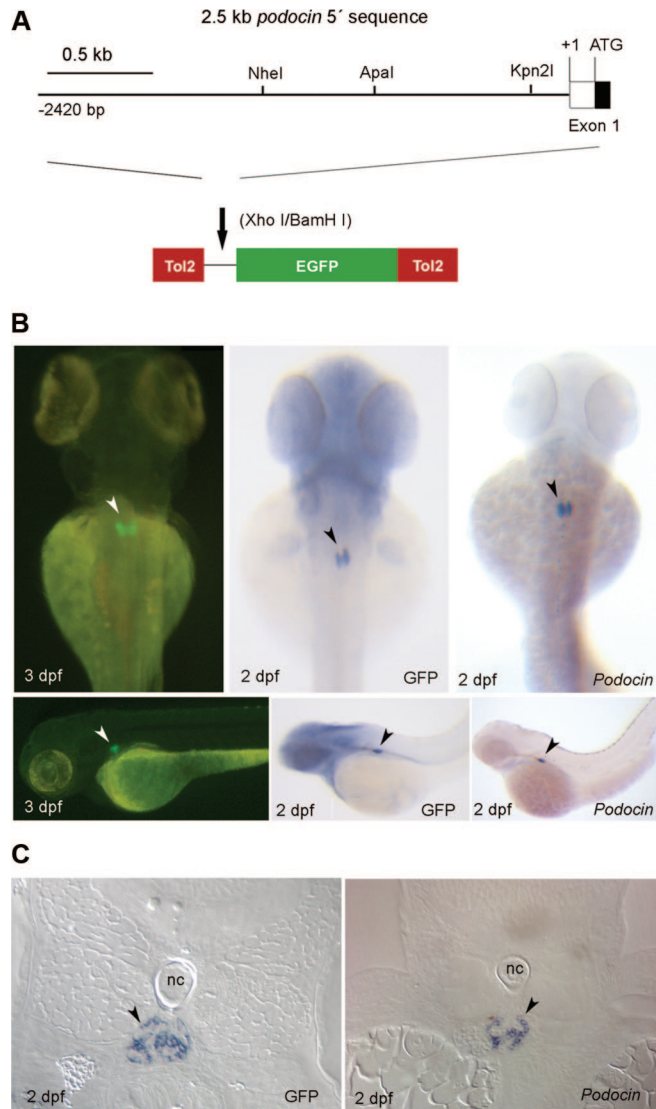 A
2.5 kb podocin 5´ sequence
0.5 kb
+1 ATG
NheI
ApaI
Kpn2I
-2420 bp
Exon 1
(Xho I/BamH I)
Tol2
EGFP
Tol2
B
3 dpf
2 dpf
GFP
2 dpf
Podocin
3 dpf
2 dpf
GFP
2 dpf
Podocin
C
nc
2 dpf
GFP
nc
2 dpf
Podocin